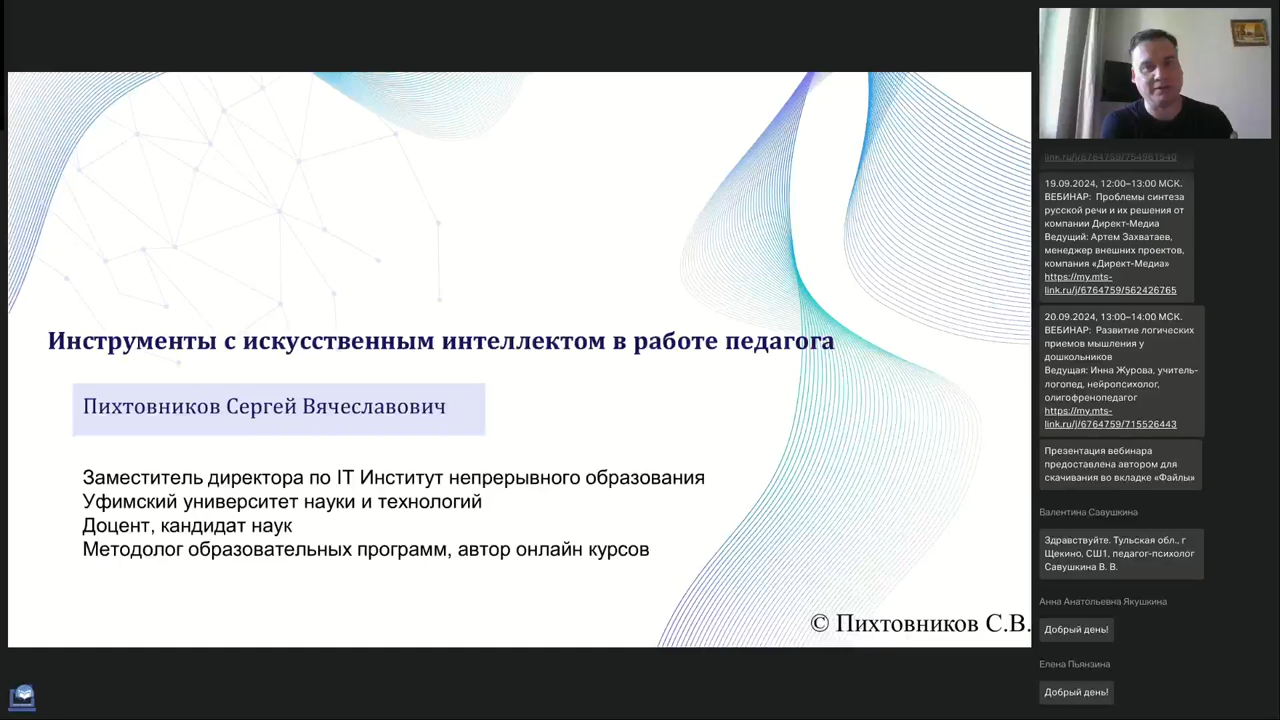 Инструменты с искусственным интеллектом в работе педагога
Пихтовников Сергей Вячеславович
Заместитель директора по IT Институт непрерывного образования
Уфимский университет науки и технологий
Доцент, кандидат наук
Методолог образовательных программ, автор онлайн курсов
© Пихтовников С.В.
link.ru/j/6764759/754961540
19.09.2024, 12:00–13:00 МСК.
ВЕБИНАР: Проблемы синтеза
русской речи и их решения от
компании Директ-Медиа
Ведущий: Артем Захватаев,
менеджер внешних проектов,
компания «Директ-Медиа»
https://my.mts-
link.ru/j/6764759/562426765
20.09.2024, 13:00–14:00 МСК.
ВЕБИНАР: Развитие логических
приемов мышления у
дошкольников
Ведущая: Инна Журова, учитель-
логопед, нейропсихолог,
олигофренопедагог
https://my.mts-
link.ru/j/6764759/715526443
Презентация вебинара
предоставлена автором для
скачивания во вкладке «Файлы»
Валентина Савушкина
Здравствуйте. Тульская обл., г
Щекино, СШ1, педагог-психолог
Савушкина В. В.
Анна Анатольевна Якушкина
Добрый день!
Елена Пьянзина
Добрый день!